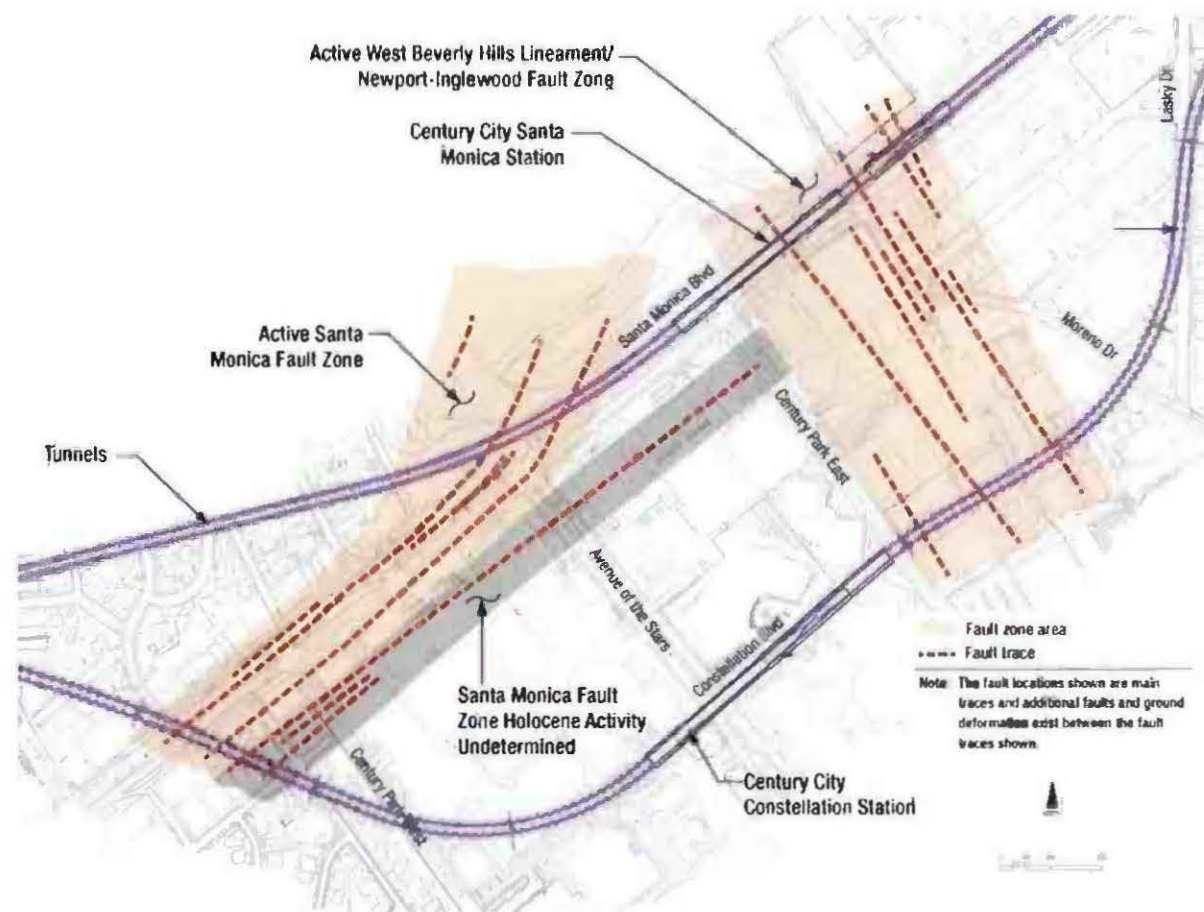 Active West Beverly Hills Lineament/
Newport-Inglewood Fault Zone
Century City Santa
Monica Station
Lasky Dr
Santa Monica Blvd
Active Santa
Monica Fault Zone
Moreno Dr
Tunnels
Century Park East
Avenue of the Stars
Constellation Blvd
Fault zone area
Fault trace
Note The fault locations shown are main
traces and additional faults and ground
deformation exist between the fault
traces shown.
Santa Monica Fault
Zone Holocene Activity
Undetermined
Century
Century City
Constellation Station